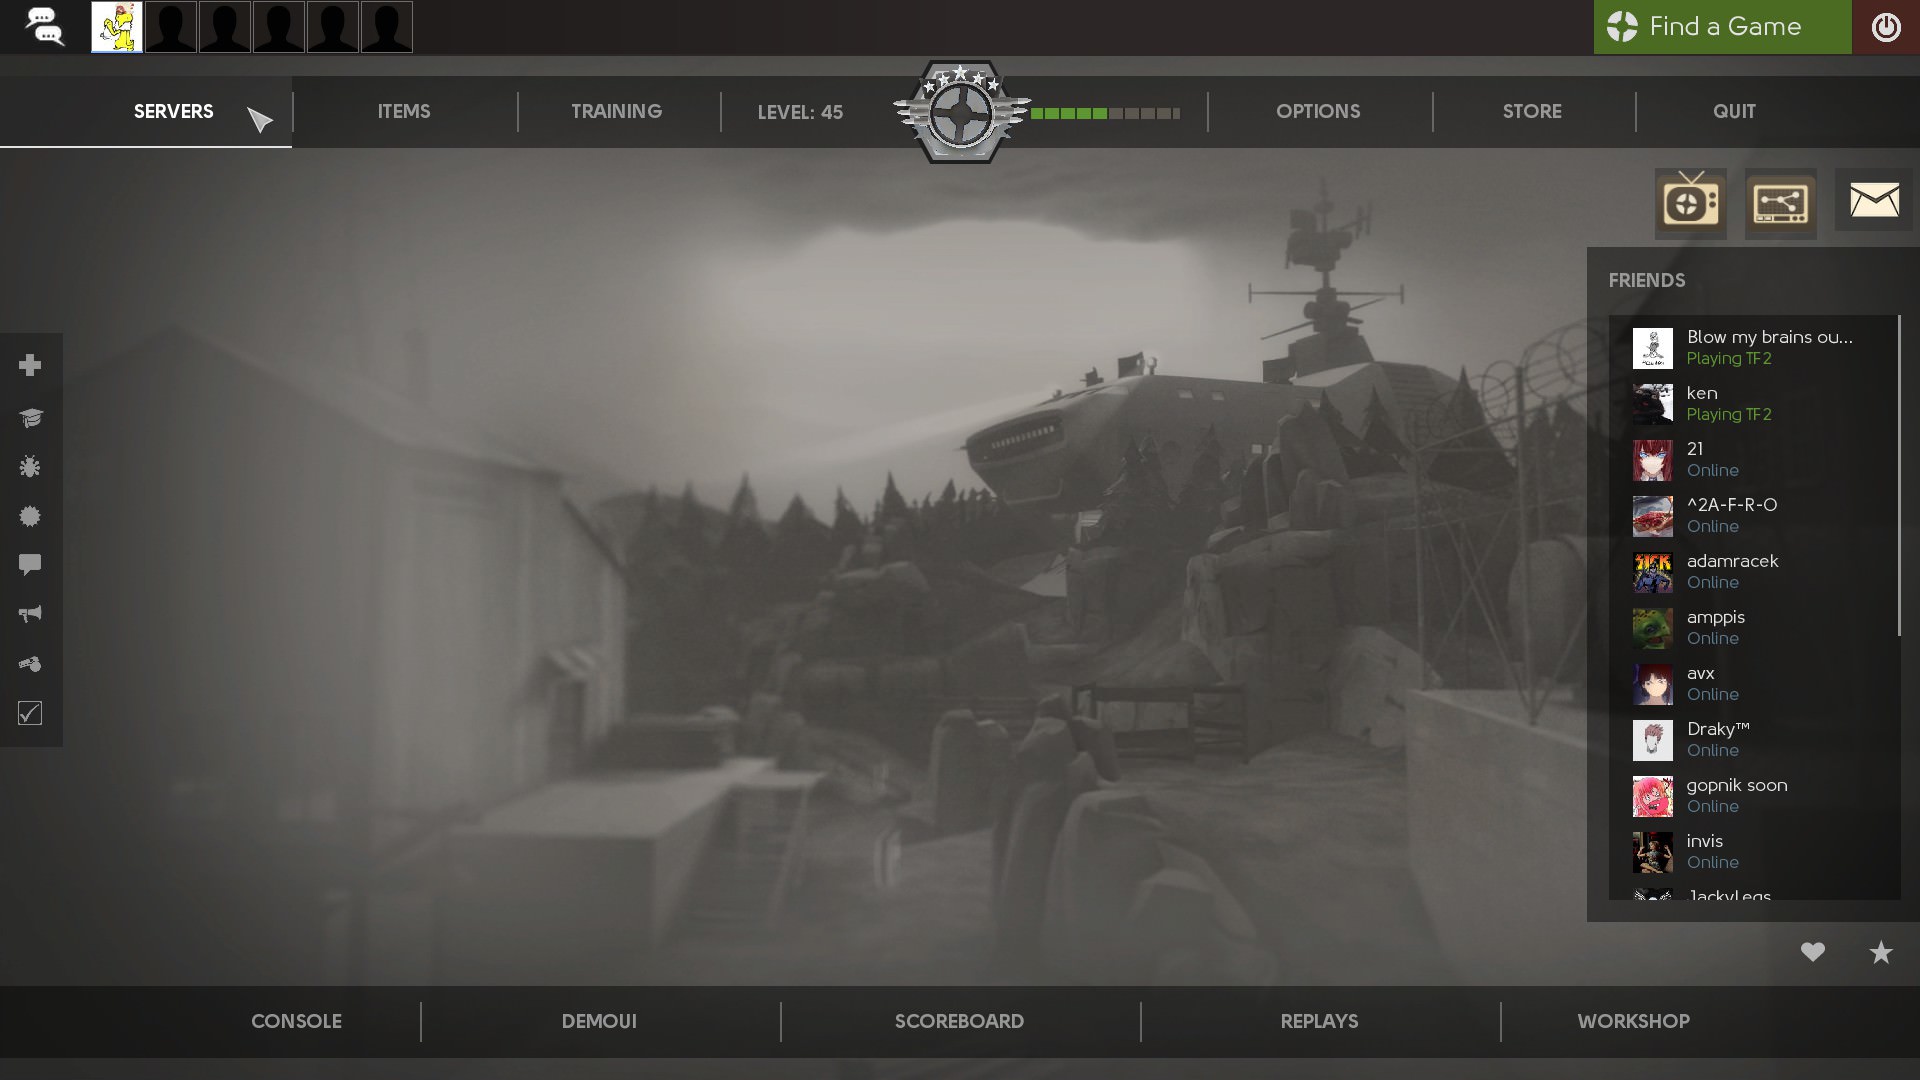 Find a Game
SERVERS
ITEMS
TRAINING
LEVEL: 45
OPTIONS
STORE
QUIT
FRIENDS
Blow my brains ou...
Playing TF2
ken
Playing TF2
21
Online
^2A-F-R-O
Online
adamracek
Online
amppis
Online
avx
Online
Draky™
Online
gopnik soon
Online
invis
Online
JackyLegs
CONSOLE
DEMOUI
SCOREBOARD
REPLAYS
WORKSHOP